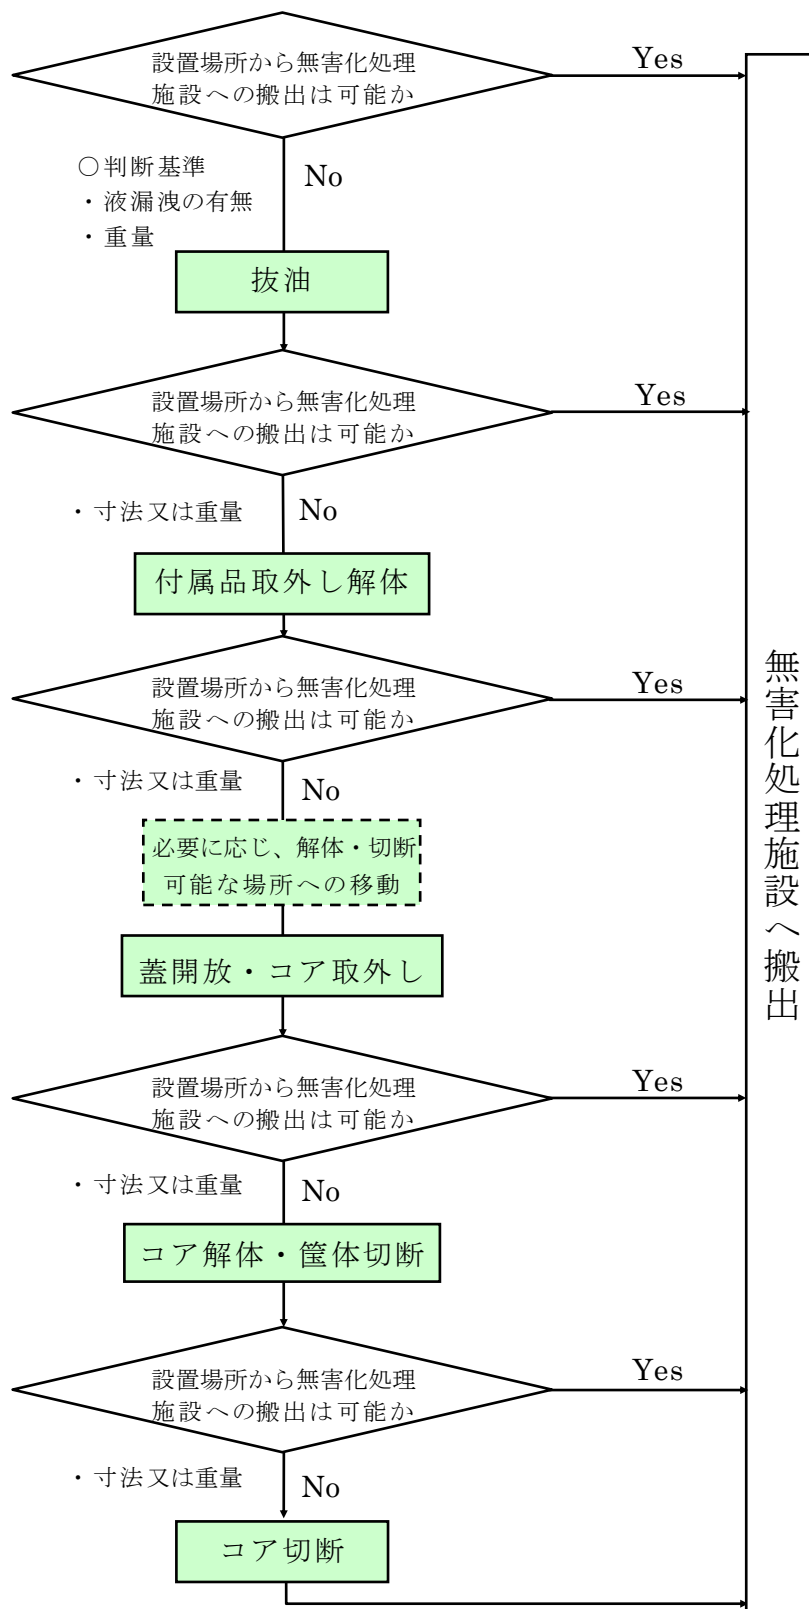 設置場所から無害化処理
施設への搬出は可能か
Yes
○判断基準
・液漏洩の有無
・重量
No
抜油
設置場所から無害化処理
施設への搬出は可能か
Yes
・寸法又は重量
No
付属品取外し解体
設置場所から無害化処理
施設への搬出は可能か
Yes
・寸法又は重量
No
必要に応じ、解体・切断
可能な場所への移動
蓋開放・コア取外し
設置場所から無害化処理
施設への搬出は可能か
Yes
・寸法又は重量
No
コア解体・筐体切断
設置場所から無害化処理
施設への搬出は可能か
Yes
・寸法又は重量
No
コア切断
無害化処理施設へ搬出